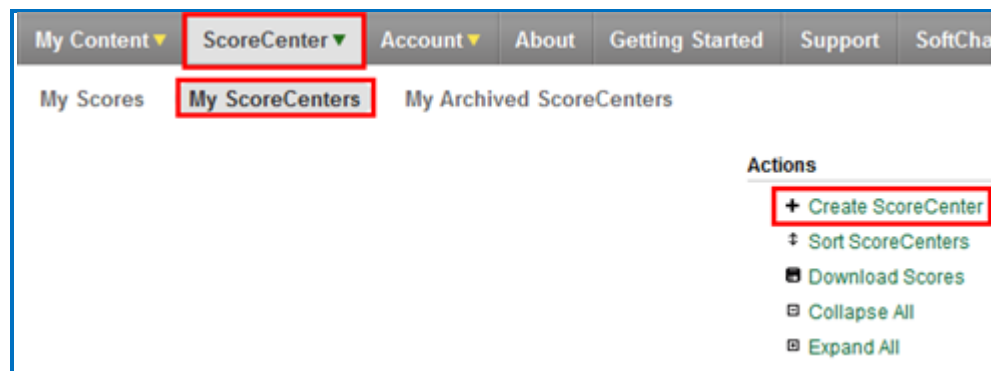 My Content ScoreCenter Account About Getting Started Support SoftCha
My Scores My ScoreCenters My Archived ScoreCenters
Actions
Create ScoreCenter
Sort ScoreCenters
Download Scores
Collapse All
Expand All